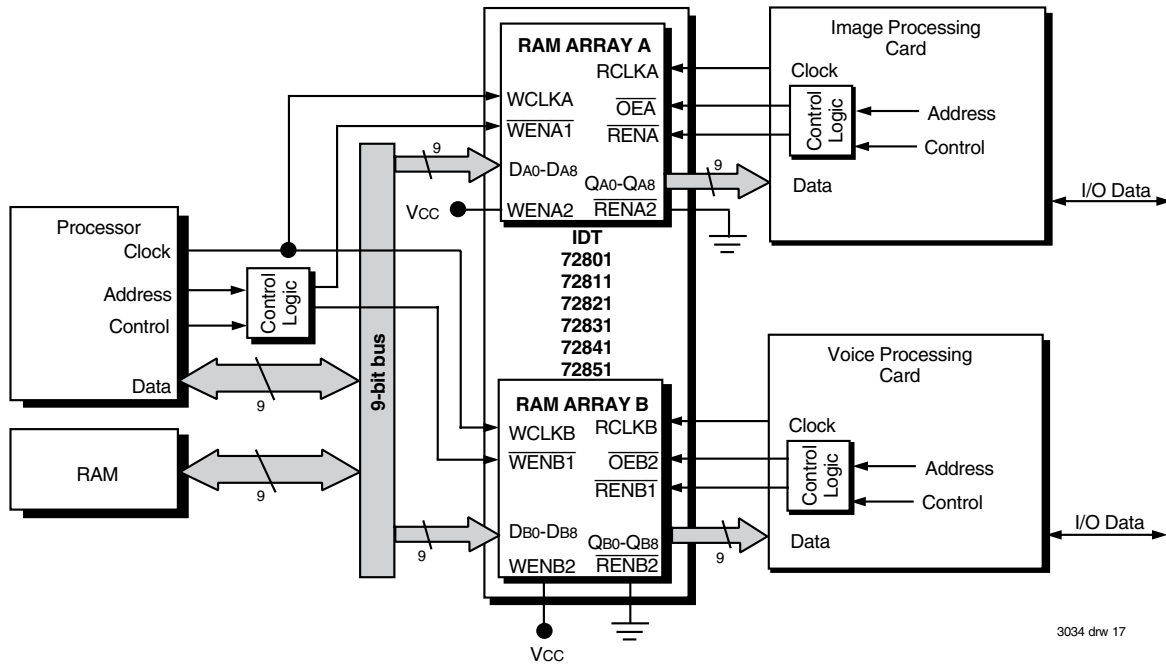 Processor
Clock
Address
Control
Data
Control
Logic
RAM
9
9
9-bit bus
9
9
VCC
RAM ARRAY A
RCLKA
WCLKA
OEA
WENA1
RENA
DA0-DA8
QA0-QA8
WENA2
RENA2
9
IDT
72801
72811
72821
72831
72841
72851
RAM ARRAY B
WCLKB
RCLKB
WENB1
OEB2
RENB1
DB0-DB8
QB0-QB8
WENB2
RENB2
9
VCC
Image Processing
Card
Clock
Control
Logic
Address
Control
Data
I/O Data
Voice Processing
Card
Clock
Control
Logic
Address
Control
Data
I/O Data
3034 drw 17